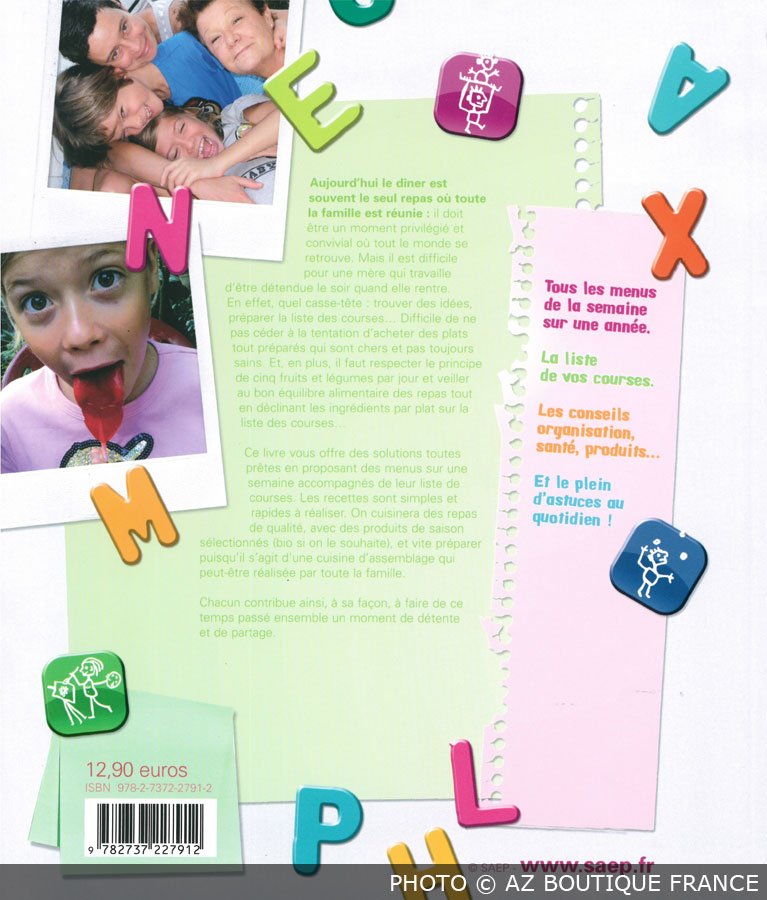 E
A
N
X
M
P
L
H
Aujourd'hui le dîner est
souvent le seul repas où toute
la famille est réunie : il doit
être un moment privilégié et
convivial où tout le monde se
retrouve. Mais il est difficile
pour une mère qui travaille
d'être détendue le soir quand elle rentre.
En effet, quel casse-tête : trouver des idées,
préparer la liste des courses... Difficile de ne
pas céder à la tentation d'acheter des plats
tout préparés qui sont chers et pas toujours
sains. Et, en plus, il faut respecter le principe
de cinq fruits et légumes par jour et veiller
au bon équilibre alimentaire des repas tout
en déclinant les ingrédients par plat sur la
liste des courses...
Ce livre vous offre des solutions toutes
prêtes en proposant des menus sur une
semaine accompagnés de leur liste de
courses. Les recettes sont simples et
rapides à réaliser. On cuisinera des repas
de qualité, avec des produits de saison
sélectionnés (bio si on le souhaite), et vite préparer
puisqu'il s'agit d'une cuisine d'assemblage qui
peut-être réalisée par toute la famille.
Chacun contribue ainsi, à sa façon, à faire de ce
temps passé ensemble un moment de détente
et de partage.
Tous les menus
de la semaine
sur une année.
La liste
de vos courses.
Les conseils
organisation,
santé, produits...
Et le plein
d'astuces au
quotidien !
12,90 euros
ISBN 978-2-7372-2791-2
9 782737 227912
© SAEP - www.saep.fr
PHOTO © AZ BOUTIQUE FRANCE